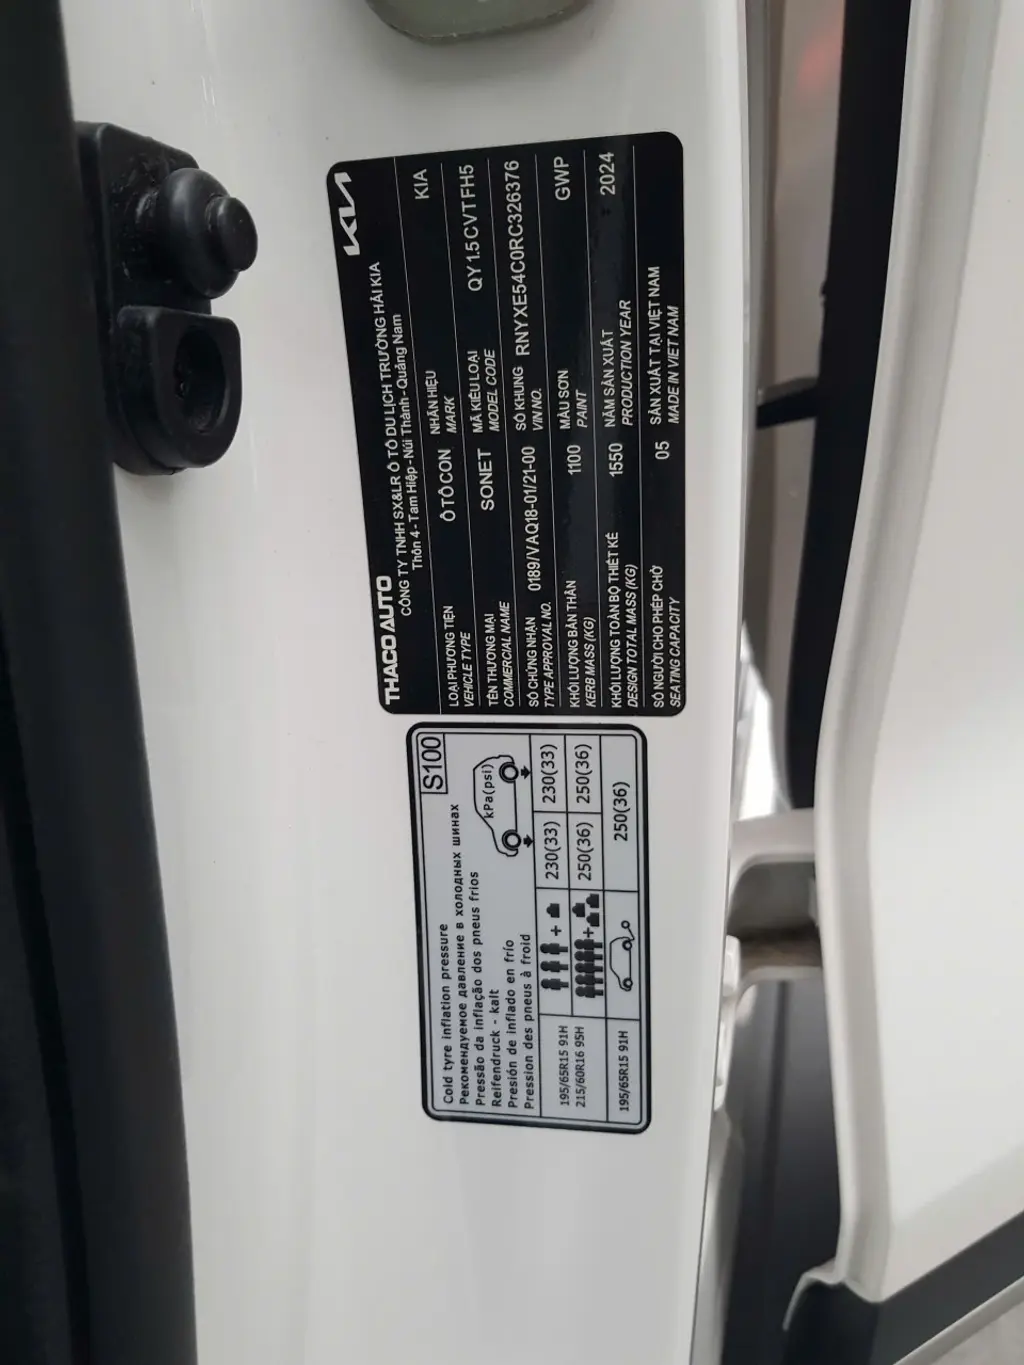 THACO AUTO
KIA
CÔNG TY TNHH SX&LR Ô TÔ DU LỊCH TRƯỜNG HẢI KIA
Thôn 4 - Tam Hiệp - Núi Thành - Quảng Nam
LOẠI PHƯƠNG TIỆN Ô TÔ CON NHÃN HIỆU KIA
VEHICLE TYPE MARK
TÊN THƯƠNG MẠI SONET MÃ KIỂU LOẠI QY 1.5 CVT FH5
COMMERCIAL NAME MODEL CODE
SỐ CHỨNG NHẬN 0189/VAQ18-01/21-00 SỐ KHUNG RNYXE54C0RC326376
TYPE APPROVAL NO. VIN NO.
KHỐI LƯỢNG BẢN THÂN 1100 MÀU SƠN GWP
KERB MASS (KG) PAINT
KHỐI LƯỢNG TOÀN BỘ THIẾT KẾ 1550 NĂM SẢN XUẤT 2024
DESIGN TOTAL MASS (KG) PRODUCTION YEAR
SỐ NGƯỜI CHO PHÉP CHỞ 05 SẢN XUẤT TẠI VIỆT NAM
SEATING CAPACITY MADE IN VIET NAM
S100
Cold tyre inflation pressure
Рекомендуемое давление в холодных шинах
Pressão da inflação dos pneus frios
Reifendruck - kalt
Presión de inflado en frío
Pression des pneus à froid
kPa(psi)
195/65R15 91H + 230(33) 230(33)
215/60R16 95H + 250(36) 250(36)
195/65R15 91H 250(36)